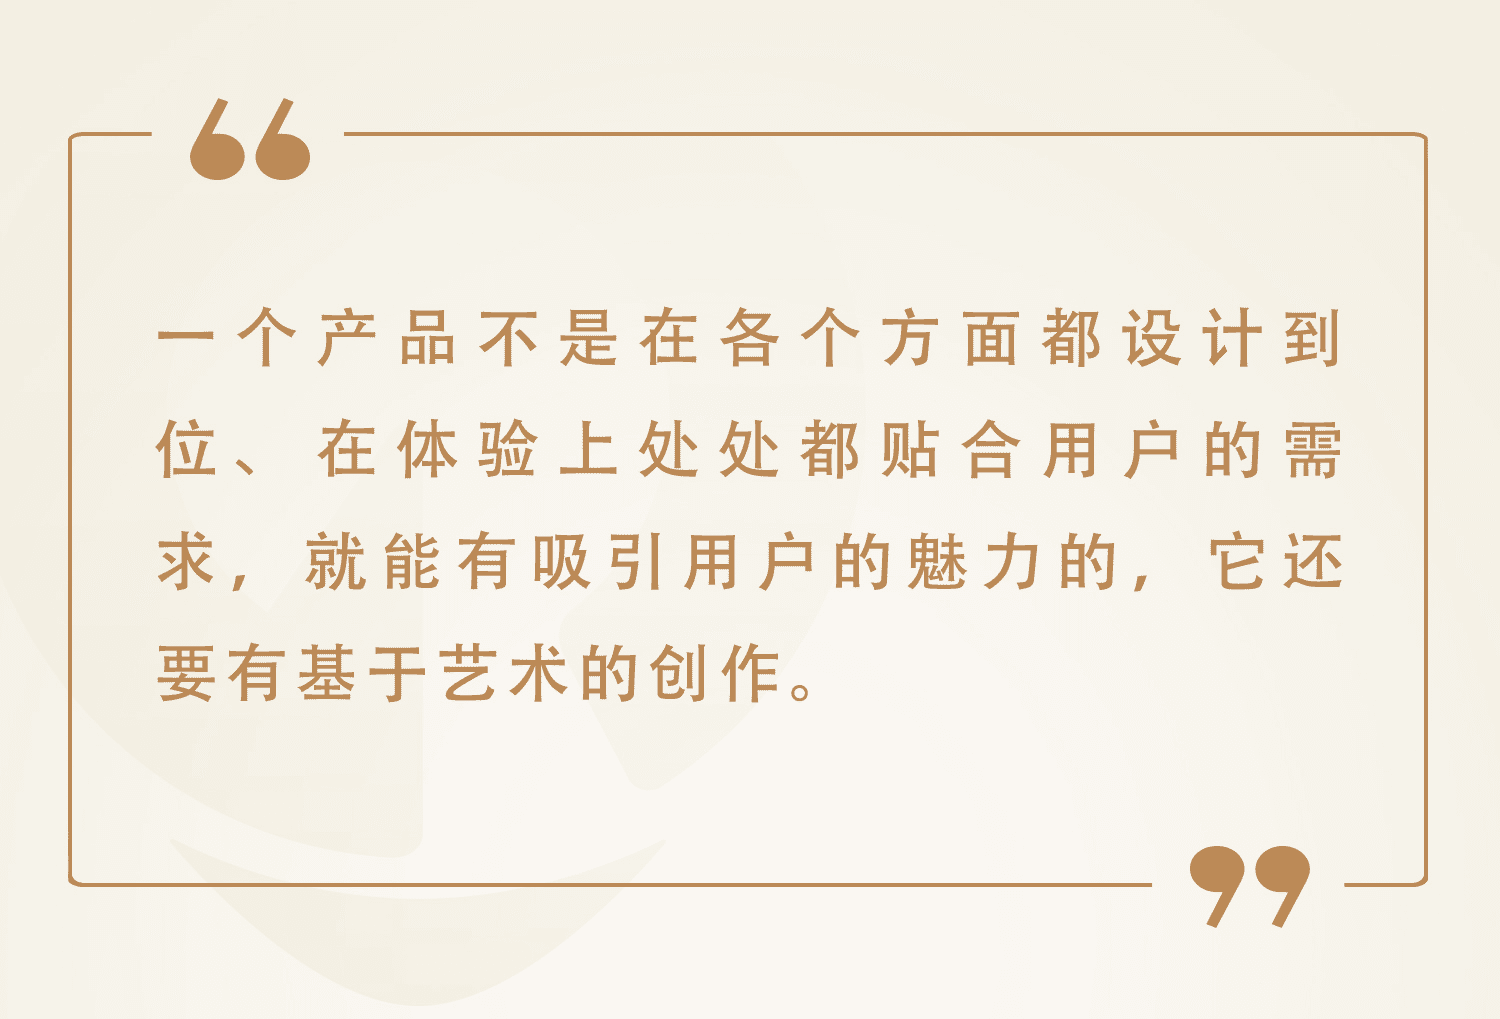 一个产品不是在各个方面都设计到
位、在体验上处处都贴合用户的需
求，就能有吸引用户的魅力的，它还
要有基于艺术的创作。